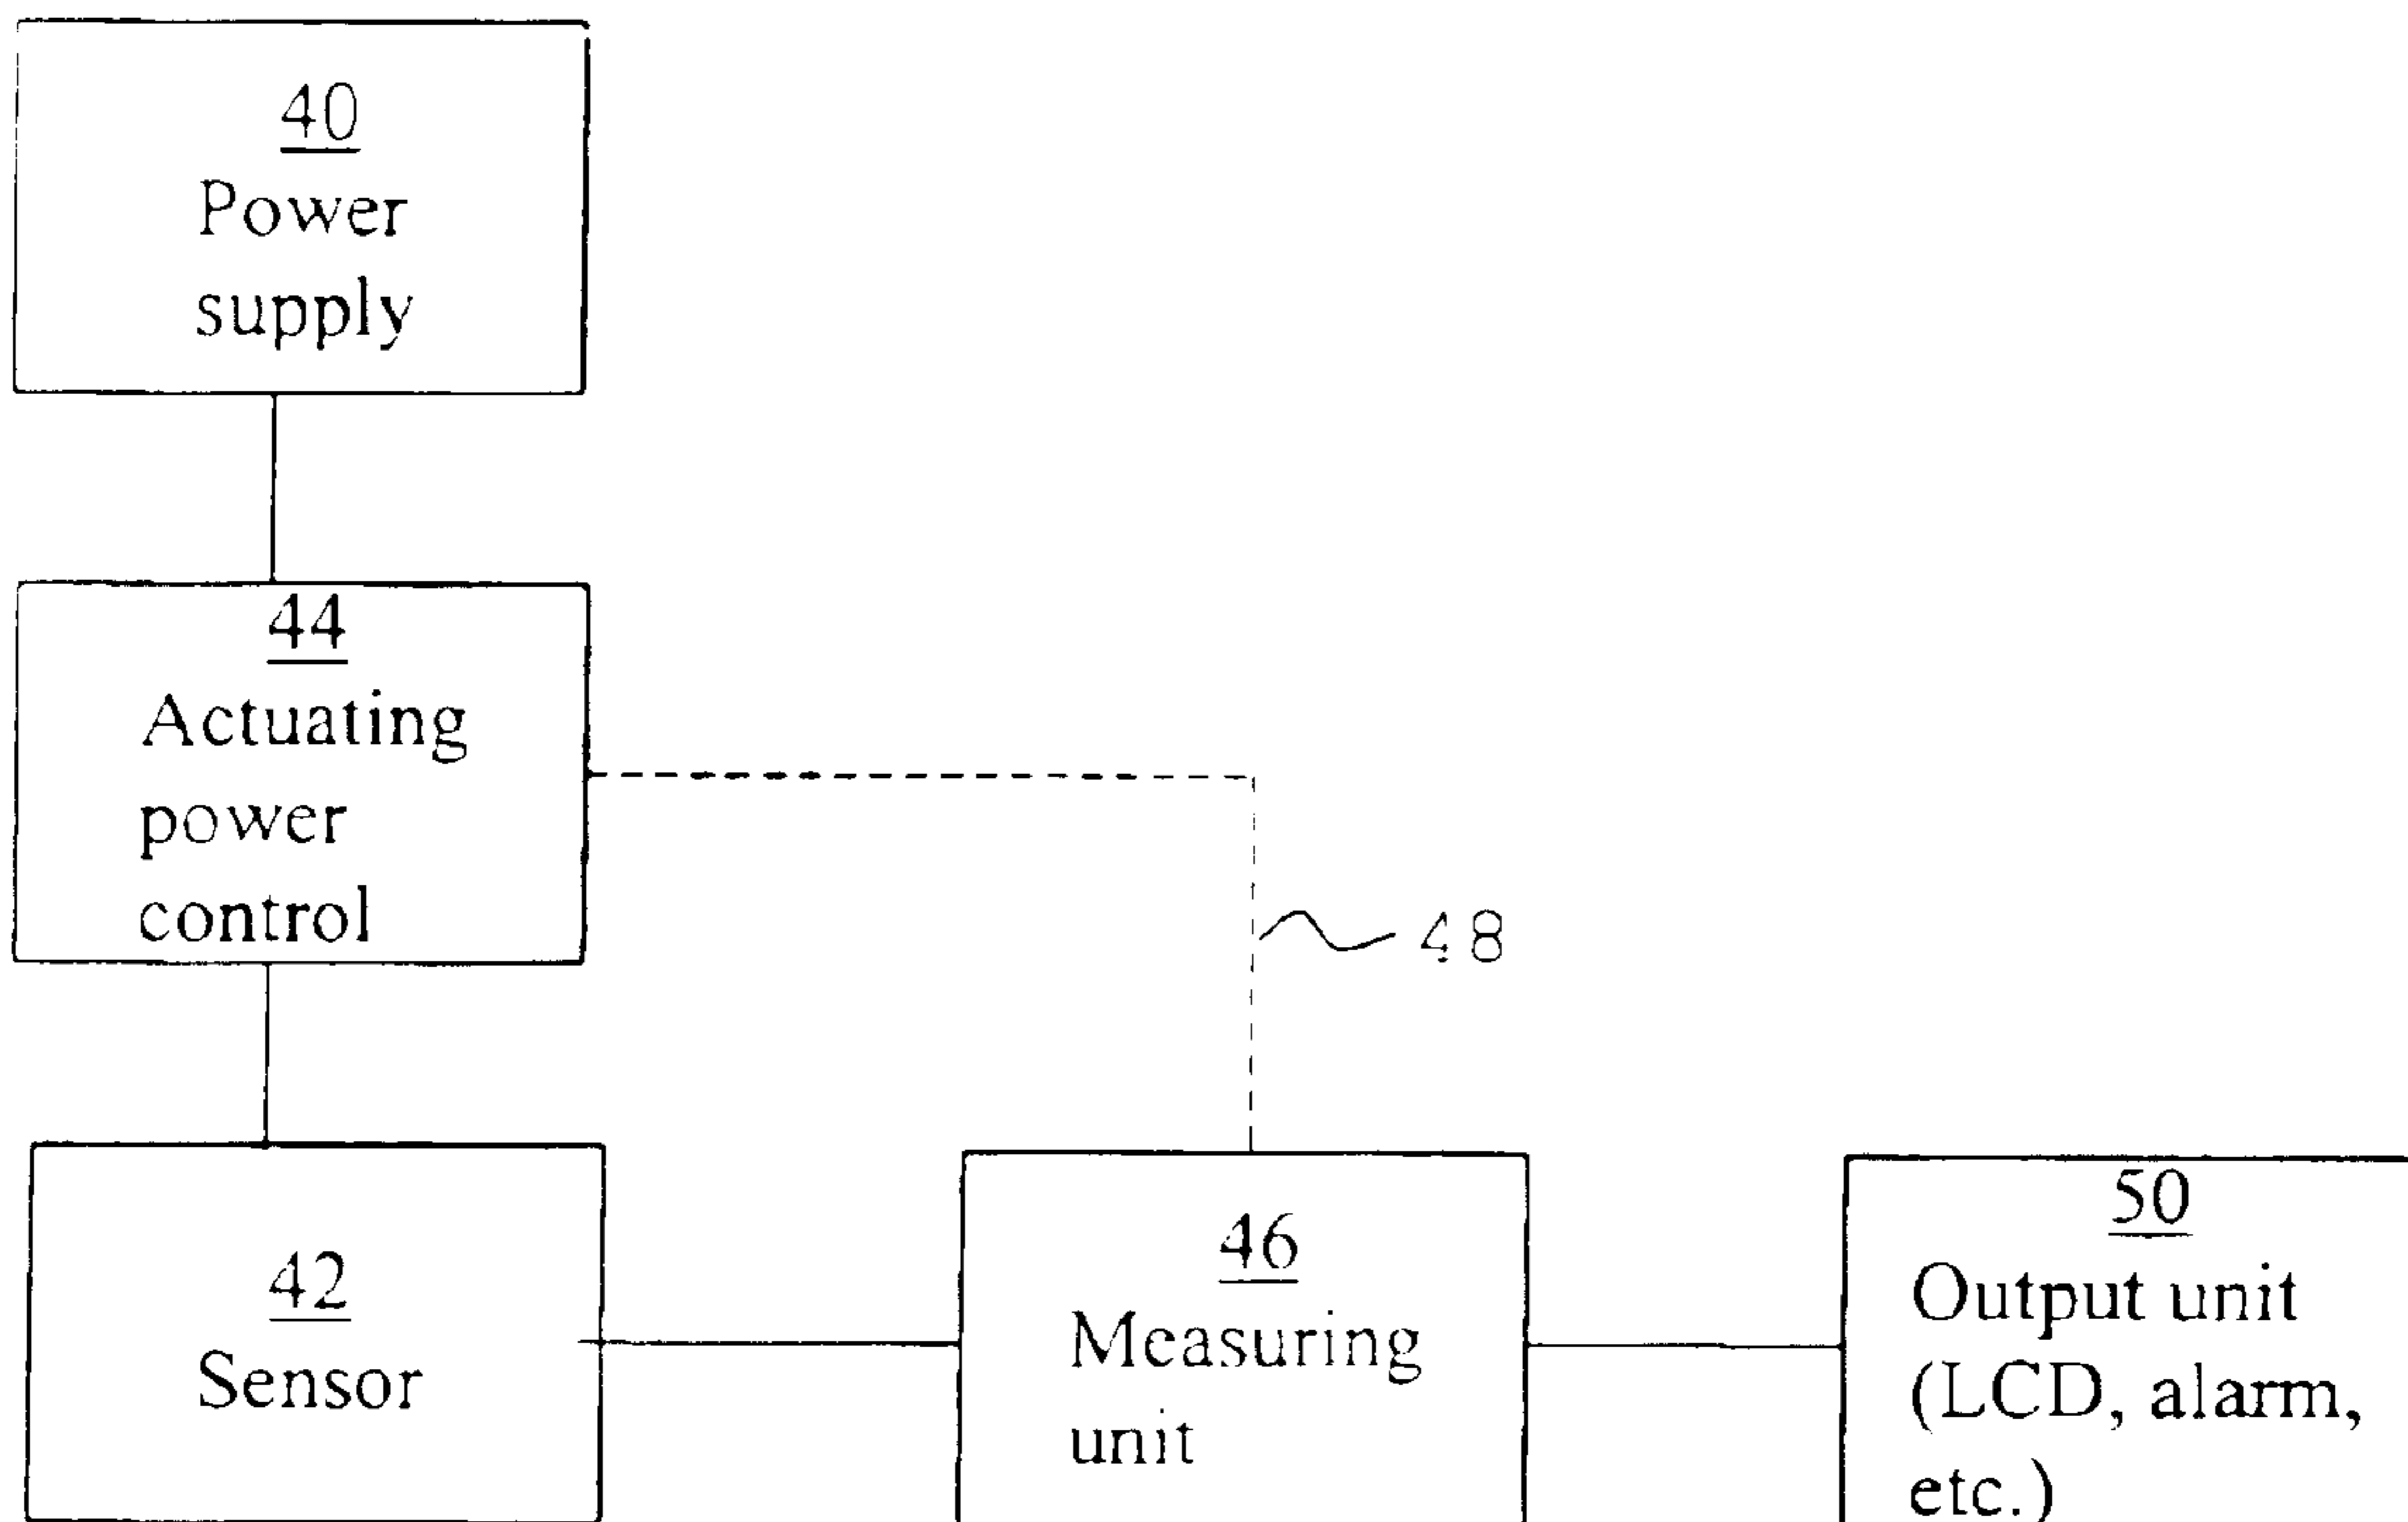 40
Power
supply
44
Actuating
power
control
48
42
Sensor
46
Measuring
unit
50
Output unit
(LCD, alarm,
etc.)